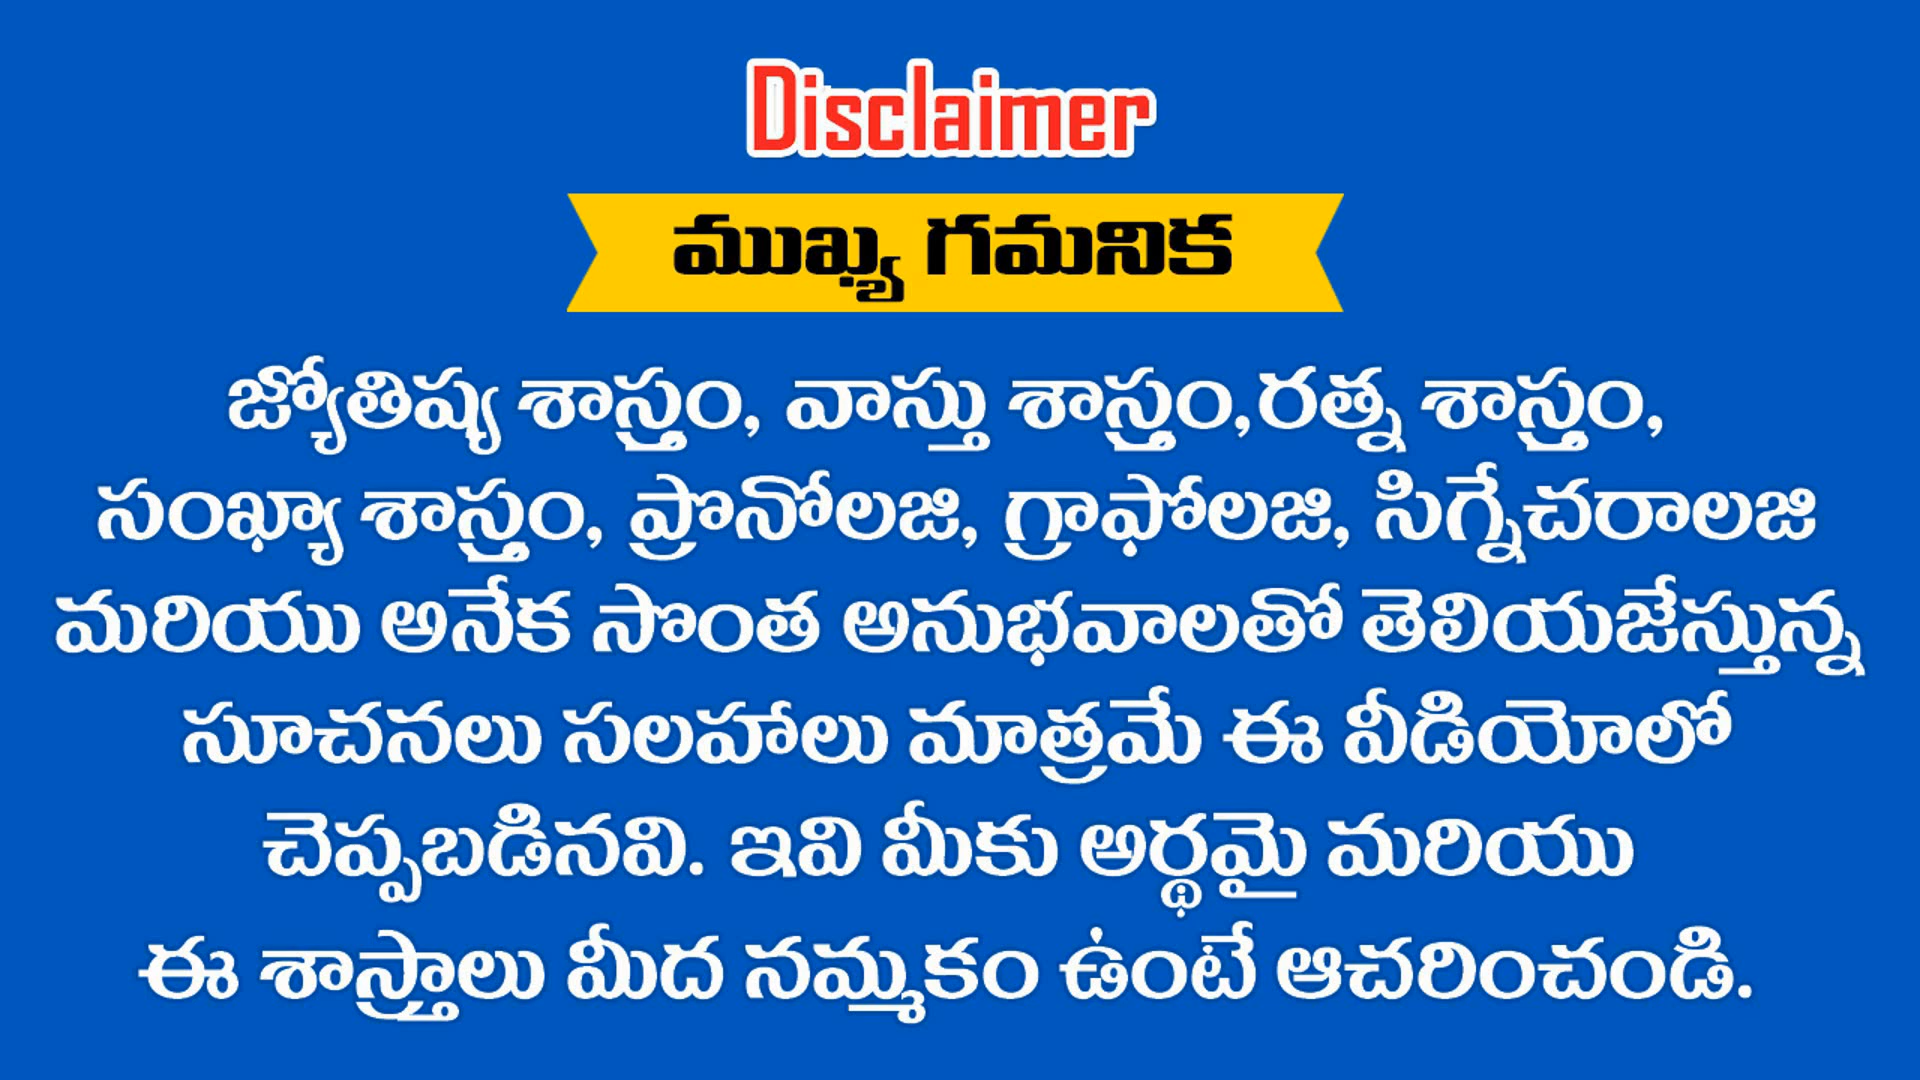 Disclaimer
ముఖ్య గమనిక
జ్యోతిష్య శాస్త్రం, వాస్తు శాస్త్రం,రత్న శాస్త్రం,
సంఖ్యా శాస్త్రం, ప్రొనోలజి, గ్రాఫోలజి, సిగ్నేచరాలజి
మరియు అనేక సొంత అనుభవాలతో తెలియజేస్తున్న
సూచనలు సలహాలు మాత్రమే ఈ వీడియోలో
చెప్పబడినవి. ఇవి మీకు అర్థమై మరియు
ఈ శాస్త్రాలు మీద నమ్మకం ఉంటే ఆచరించండి.